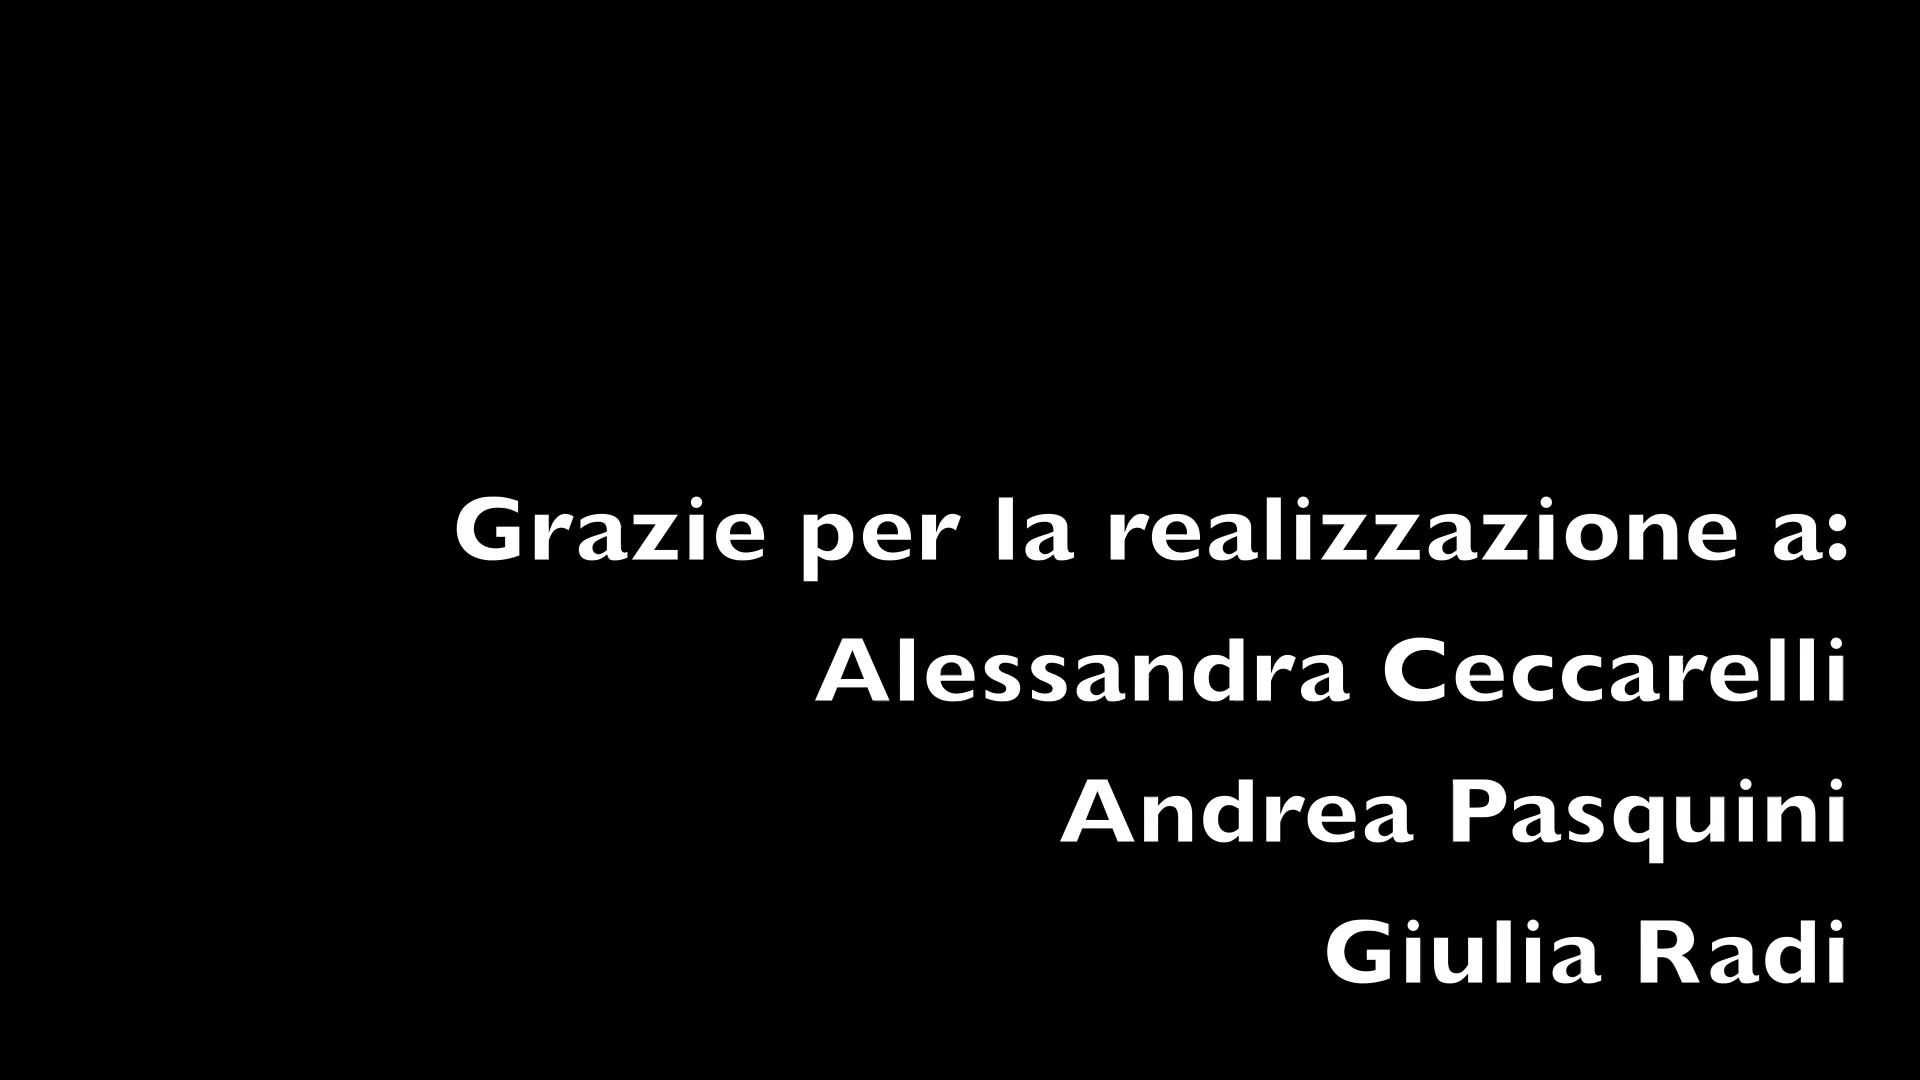 Grazie per la realizzazione a:
Alessandra Ceccarelli
Andrea Pasquini
Giulia Radi